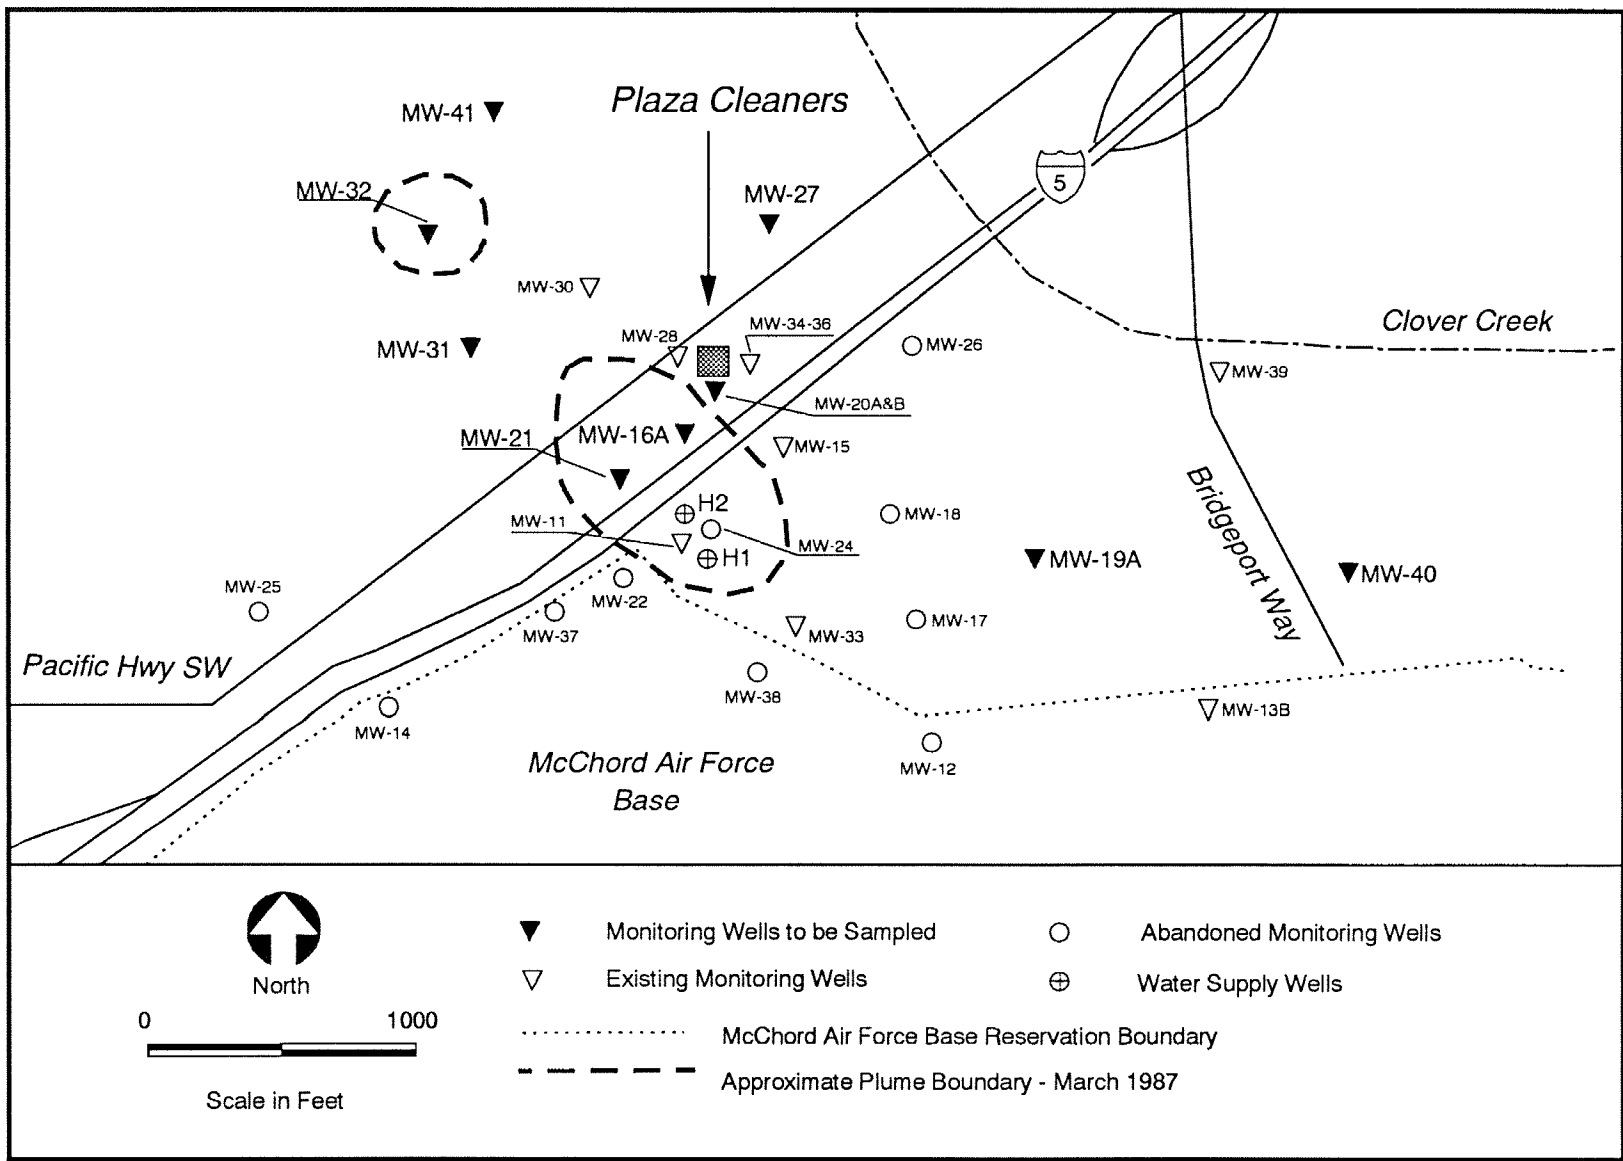 Plaza Cleaners
MW-41
MW-32
MW-27
5
MW-30
MW-34-36
MW-28
Clover Creek
MW-31
MW-26
MW-39
MW-20A&B
MW-21
MW-16A
MW-15
H2
MW-11
MW-18
Bridgeport Way
MW-24
H1
MW-19A
MW-40
MW-25
MW-22
MW-37
MW-17
MW-33
Pacific Hwy SW
MW-38
MW-14
MW-13B
McChord Air Force
Base
MW-12
North
0 1000
Scale in Feet
Monitoring Wells to be Sampled
Abandoned Monitoring Wells
Existing Monitoring Wells
Water Supply Wells
McChord Air Force Base Reservation Boundary
Approximate Plume Boundary - March 1987